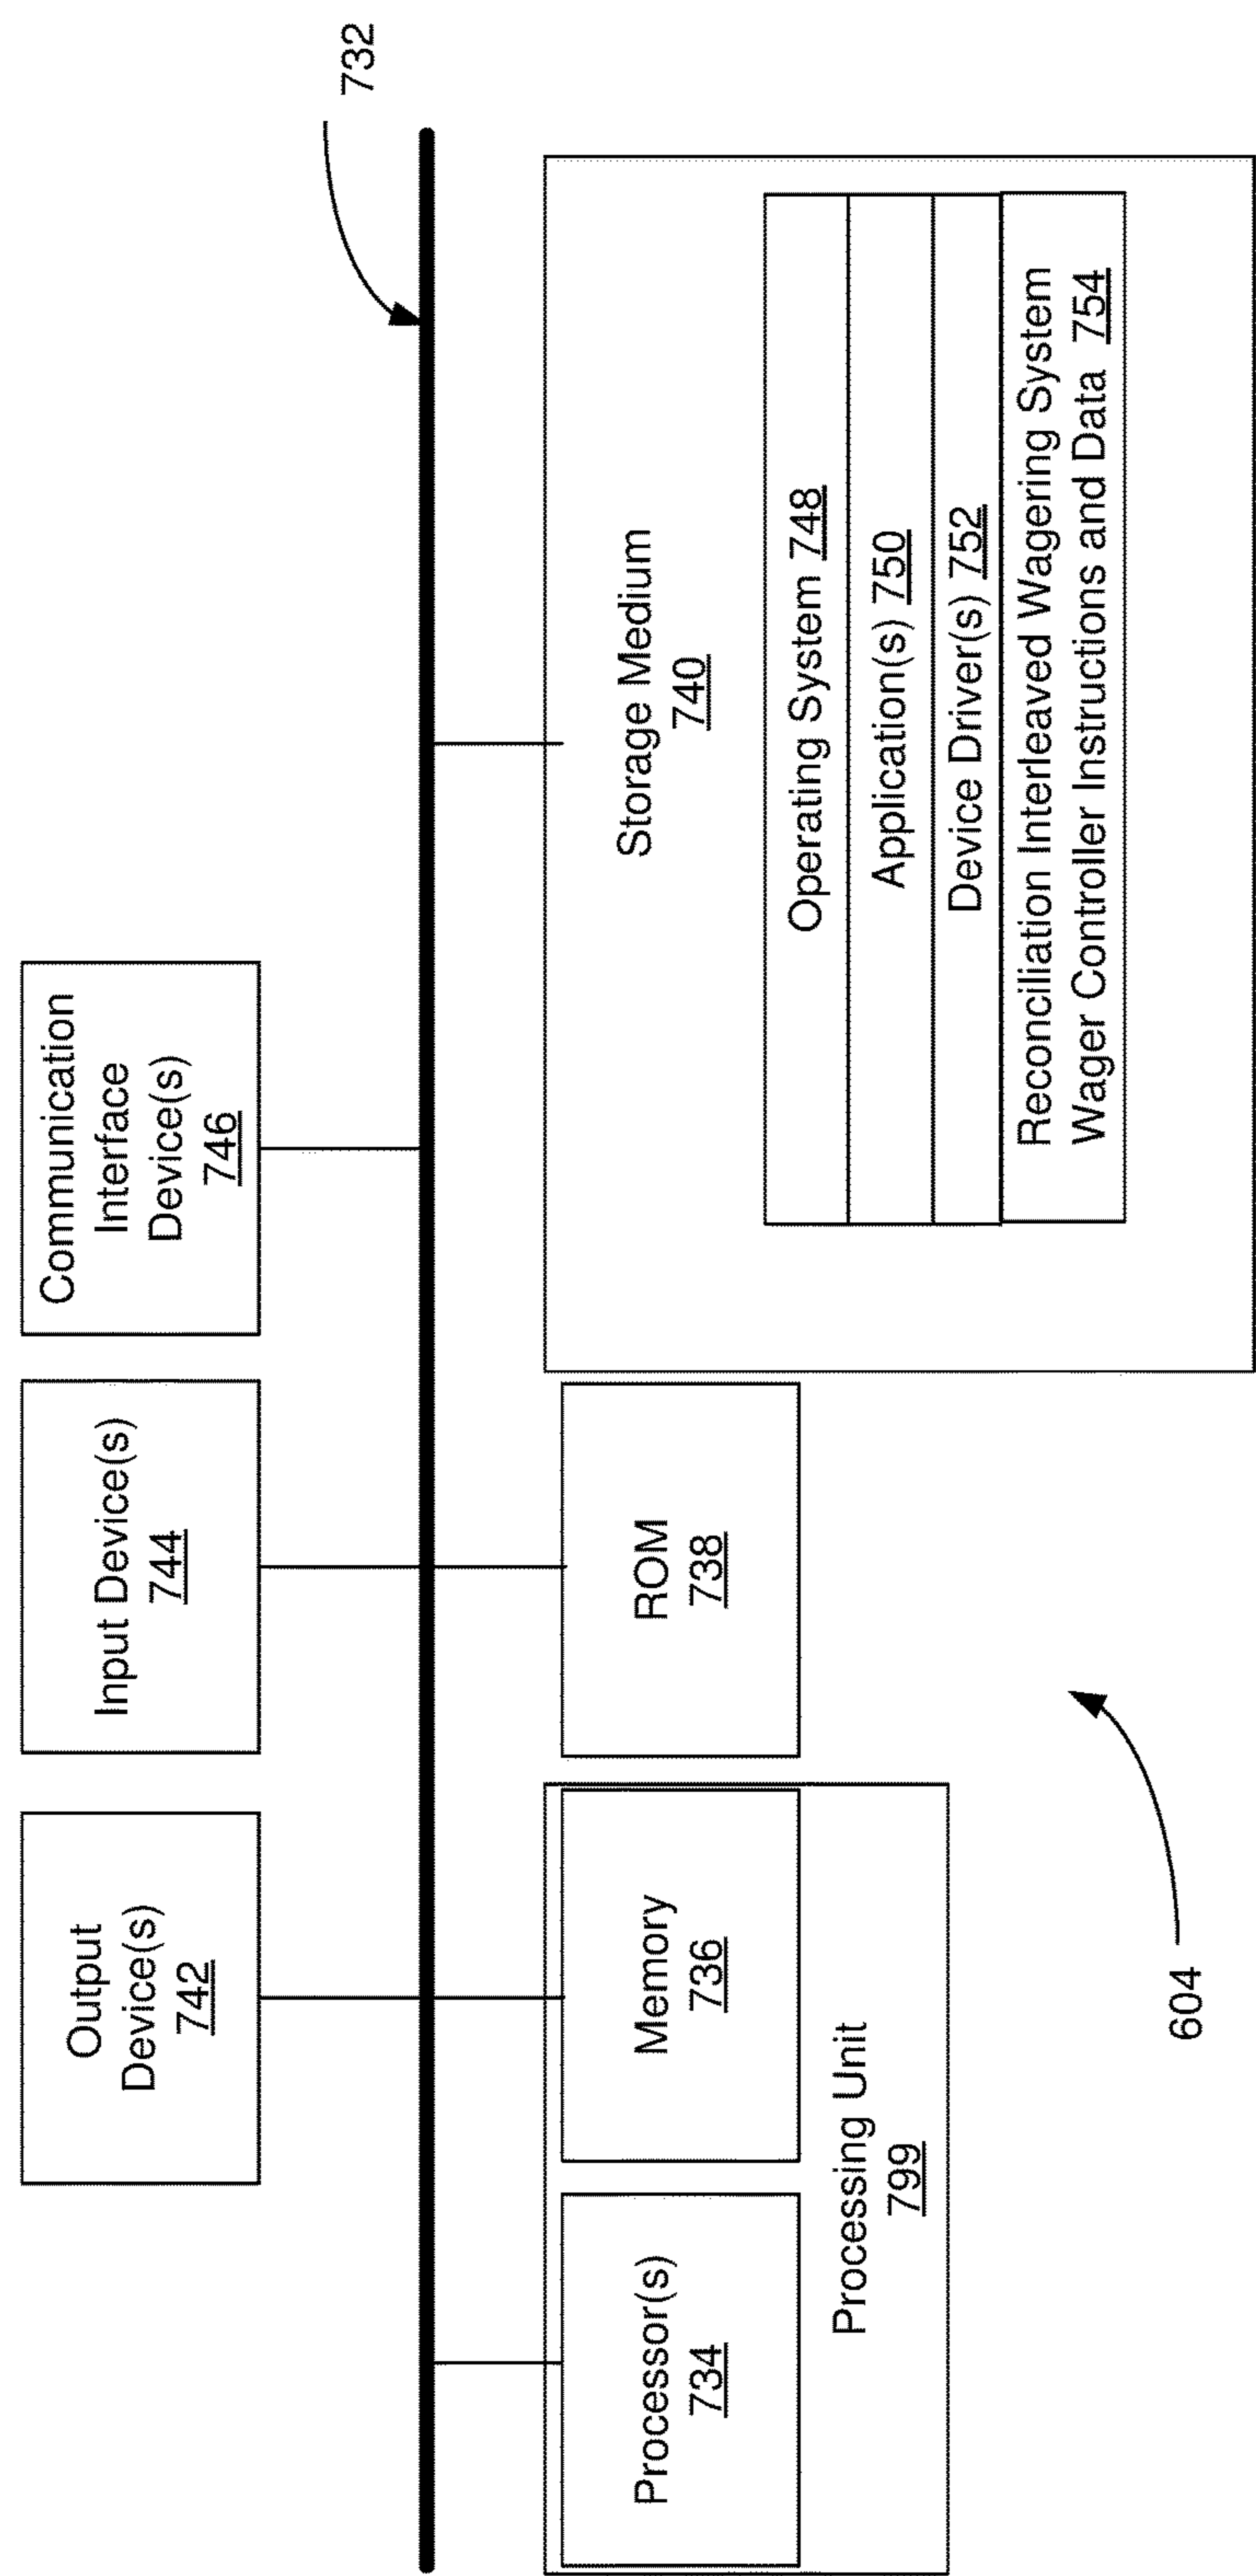 732
Output
Device(s)
742
Input Device(s)
744
Communication
Interface
Device(s)
746
Processor(s)
734
Memory
736
Processing Unit
799
ROM
738
Storage Medium
740
Operating System 748
Application(s) 750
Device Driver(s) 752
Reconciliation Interleaved Wagering System
Wager Controller Instructions and Data 754
604